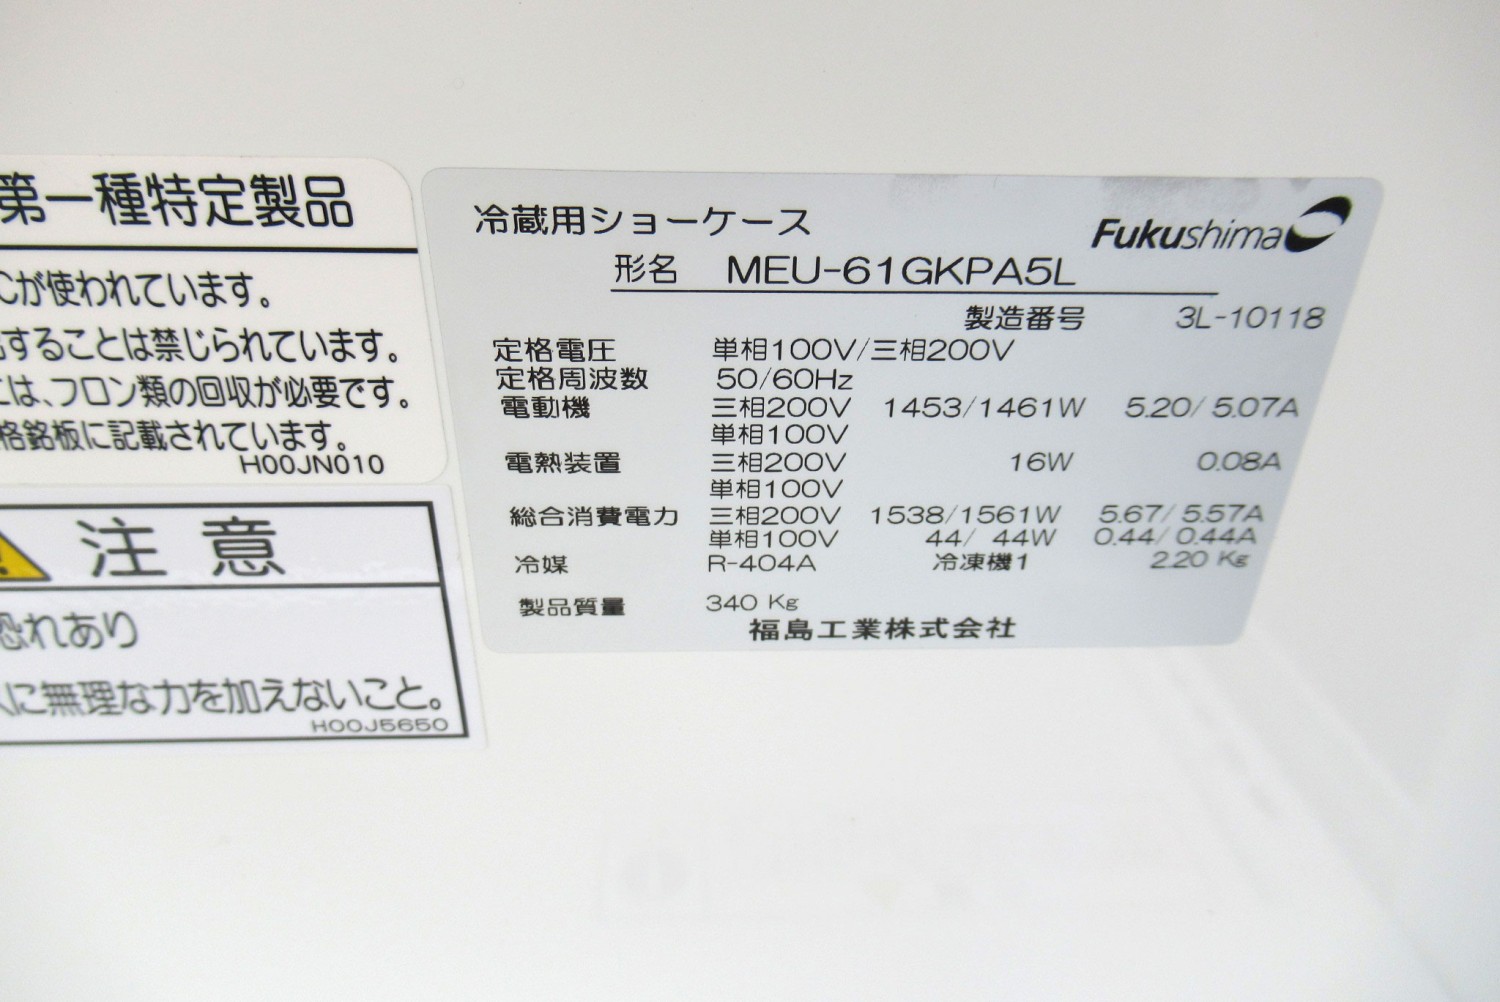 第一種特定製品
Cが使われています。
することは禁じられています。
には、フロン類の回収が必要です。
格銘板に記載されています。
H00JN010
注 意
恐れあり
に無理な力を加えないこと。
H00J5650
冷蔵用ショーケース
Fukushima
形名 MEU-61GKPA5L
製造番号 3L-10118
定格電圧 単相100V/三相200V
定格周波数 50/60Hz
電動機 三相200V 1453/1461W 5.20/ 5.07A
単相100V
電熱装置 三相200V 16W 0.08A
単相100V
総合消費電力 三相200V 1538/1561W 5.67/ 5.57A
単相100V 44/ 44W 0.44/ 0.44A
冷媒 R-404A 冷凍機1 2.20 Kg
製品質量 340 Kg
福島工業株式会社